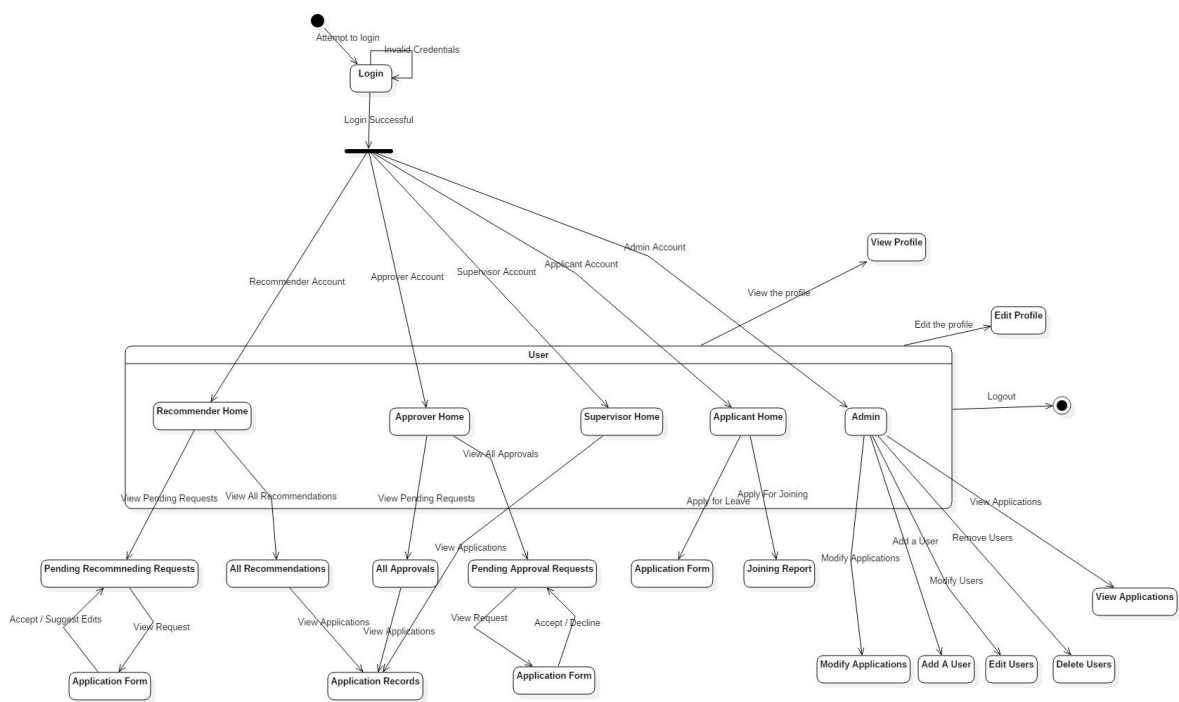 Attempt to login
Invalid Credentials
Login
Login Successful
View Profile
Admin Account
Applicant Account
Supervisor Account
Approver Account
Recommender Account
View the profile
Edit Profile
Edit the profile
User
Logout
Recommender Home
Approver Home
Supervisor Home
Applicant Home
Admin
View All Approvals
View Pending Requests
View All Recommendations
View Pending Requests
Apply for Leave
Apply For Joining
View Applications
Add a User
Remove Users
View Applications
Modify Applications
Modify Users
Pending Recommneding Requests
All Recommendations
All Approvals
Pending Approval Requests
Application Form
Joining Report
View Applications
Accept / Suggest Edits
View Request
View Applications
View Applications
View Request
Accept / Decline
Application Form
Application Records
Application Form
Modify Applications
Add A User
Edit Users
Delete Users